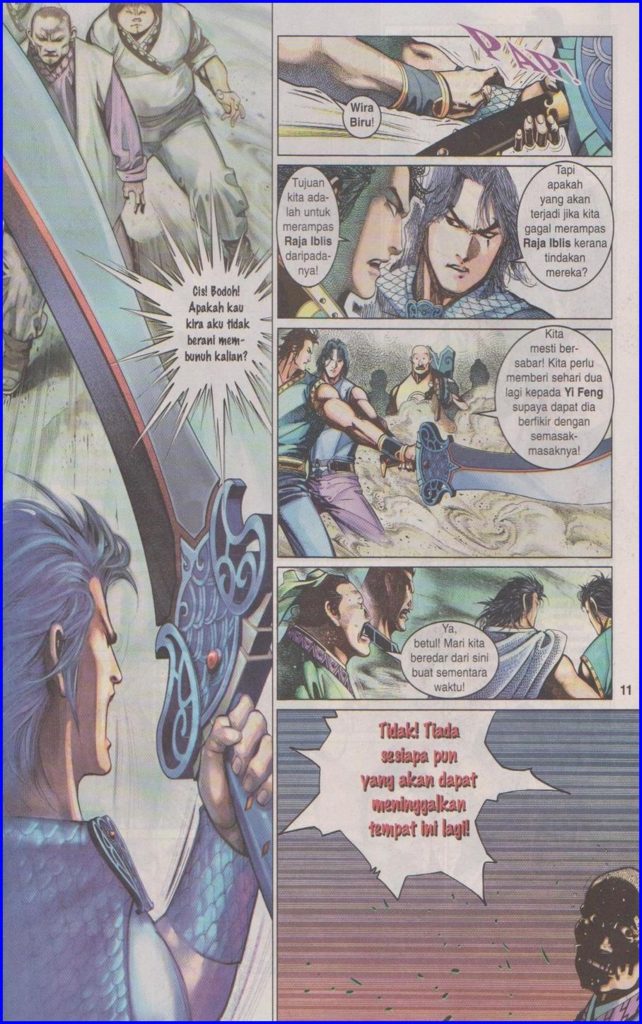 Cis! Bodoh!
Apakah kau
kira aku tidak
berani mem-
bunuh kalian?
PAP!
Wira
Biru!
Tujuan
kita ada-
lah untuk
merampas
Raja Iblis
daripada-
nya!
Tapi
apakah
yang akan
terjadi jika kita
gagal merampas
Raja Iblis kerana
tindakan
mereka?
Kita
mesti ber-
sabar! Kita perlu
memberi sehari dua
lagi kepada Yi Feng
supaya dapat dia
berfikir dengan
semasak-
masaknya!
Ya,
betul! Mari kita
beredar dari sini
buat sementara
waktu!
11
Tidak! Tiada
sesiapa pun
yang akan dapat
meninggalkan
tempat ini lagi!